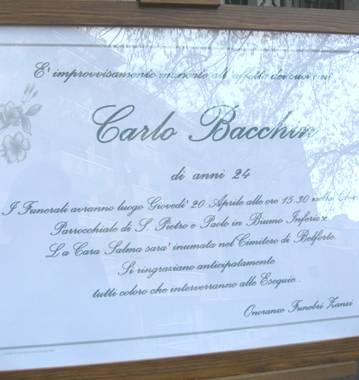 E' improvvisamente mancato all'affetto dei suoi cari
Carlo Bacchin
di anni 24
I Funerali avranno luogo Giovedi' 20 Aprile alle ore 15.30 nella
Parrocchiale di S. Pietro e Paolo in Biumo Inferiore.
La Cara Salma sara' inumata nel Cimitero di Belforte.
Si ringraziano anticipatamente
tutti coloro che interverranno alle Esequie.
Onoranze Funebri Zanzi